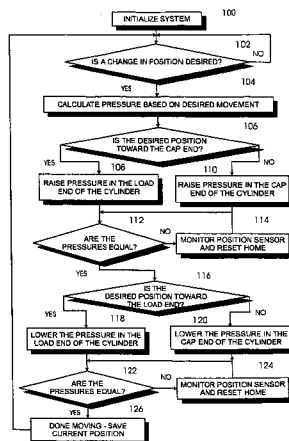 INITIALIZE SYSTEM
100
102
IS A CHANGE IN POSITION DESIRED?
NO
YES
104
CALCULATE PRESSURE BASED ON DESIRED MOVEMENT
106
IS THE DESIRED POSITION
TOWARD THE CAP END?
YES
NO
108
110
RAISE PRESSURE IN THE LOAD
END OF THE CYLINDER
RAISE PRESSURE IN THE CAP
END OF THE CYLINDER
112
114
ARE THE
PRESSURES EQUAL?
NO
MONITOR POSITION SENSOR
AND RESET HOME
YES
116
IS THE
DESIRED POSITION TOWARD
THE LOAD END?
YES
NO
118
120
LOWER THE PRESSURE IN THE
LOAD END OF THE CYLINDER
LOWER THE PRESSURE IN THE
CAP END OF THE CYLINDER
122
124
ARE THE
PRESSURES EQUAL?
NO
MONITOR POSITION SENSOR
AND RESET HOME
YES
126
DONE MOVING - SAVE
CURRENT POSITION